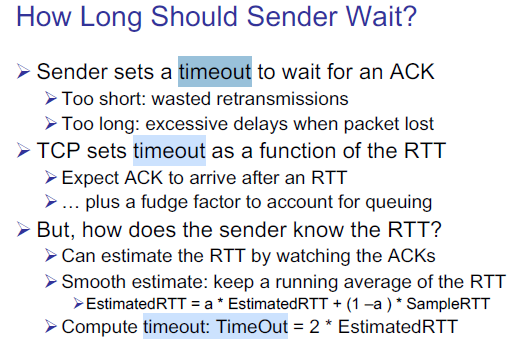 How Long Should Sender Wait?
➢ Sender sets a timeout to wait for an ACK
➢ Too short: wasted retransmissions
➢ Too long: excessive delays when packet lost
➢ TCP sets timeout as a function of the RTT
➢ Expect ACK to arrive after an RTT
➢ … plus a fudge factor to account for queuing
➢ But, how does the sender know the RTT?
➢ Can estimate the RTT by watching the ACKs
➢ Smooth estimate: keep a running average of the RTT
➢ EstimatedRTT = a * EstimatedRTT + (1 –a ) * SampleRTT
➢ Compute timeout: TimeOut = 2 * EstimatedRTT